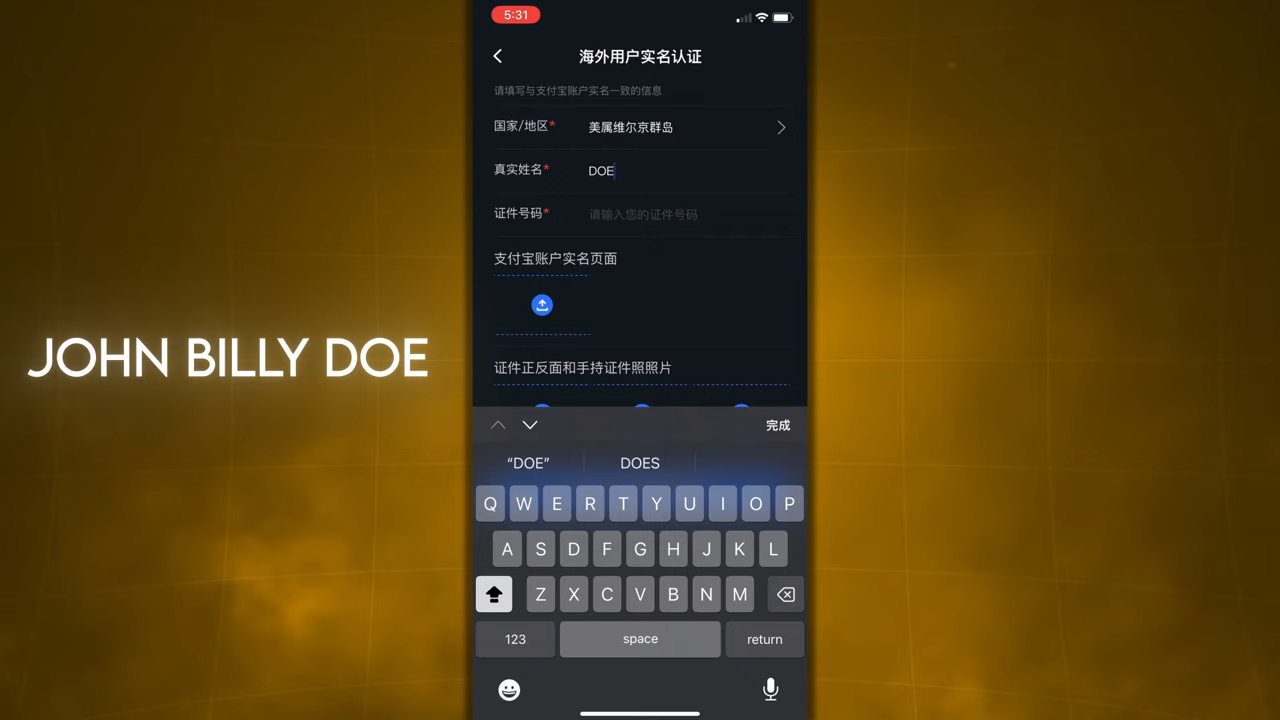 5:31
海外用户实名认证
请填写与支付宝账户实名一致的信息
国家/地区* 美属维尔京群岛
真实姓名* DOE
证件号码* 请输入您的证件号码
支付宝账户实名页面
JOHN BILLY DOE
证件正反面和手持证件照照片
完成
“DOE” DOES
Q W E R T Y U I O P
A S D F G H J K L
Z X C V B N M
123 space return